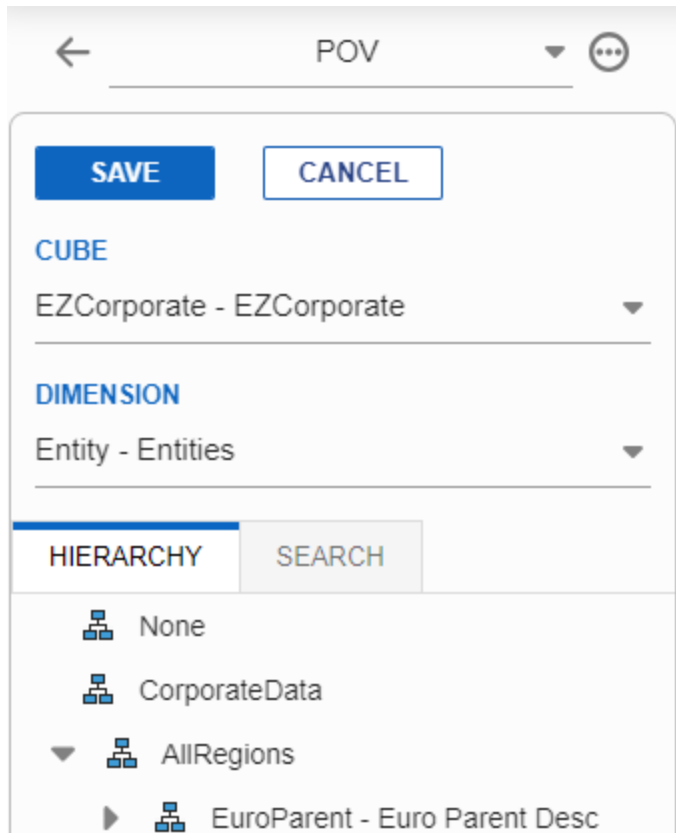 POV
SAVE CANCEL
CUBE
EZCorporate - EZCorporate
DIMENSION
Entity - Entities
HIERARCHY SEARCH
None
CorporateData
AllRegions
EuroParent - Euro Parent Desc